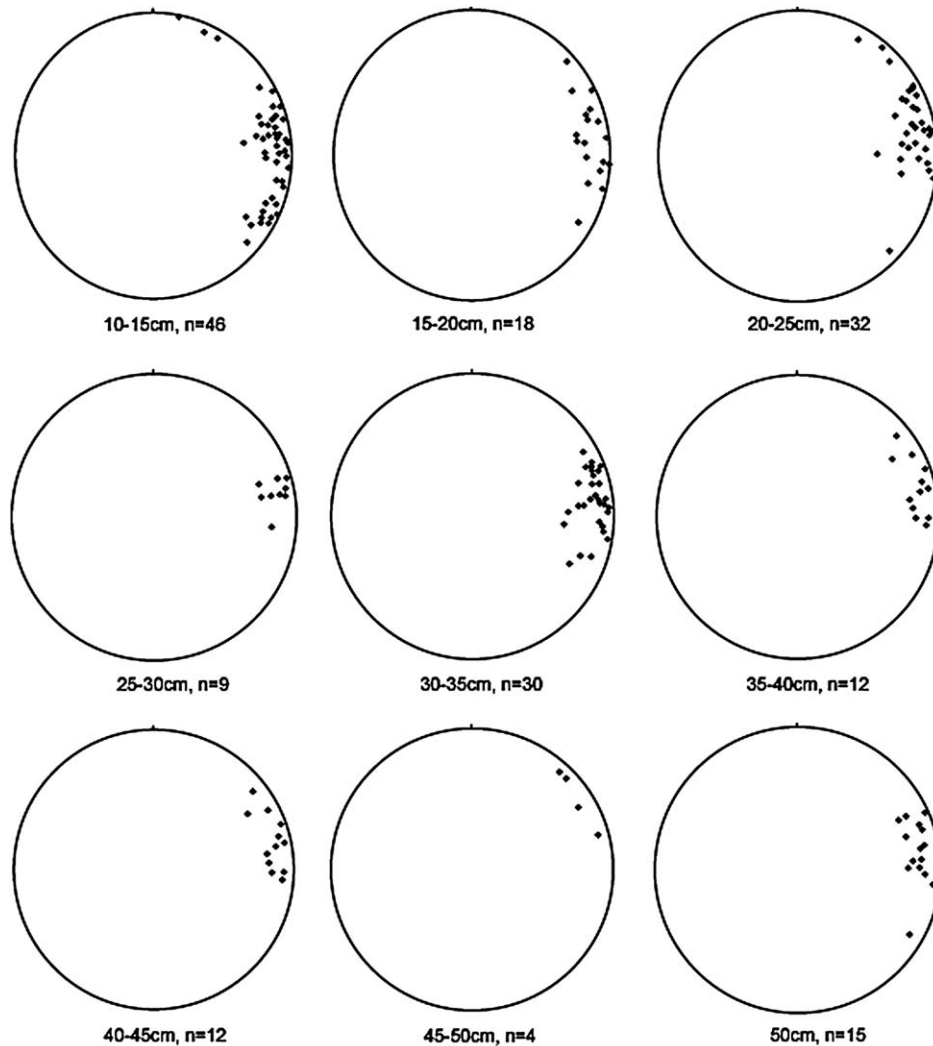 10-15cm, n=46
15-20cm, n=18
20-25cm, n=32
25-30cm, n=9
30-35cm, n=30
35-40cm, n=12
40-45cm, n=12
45-50cm, n=4
50cm, n=15